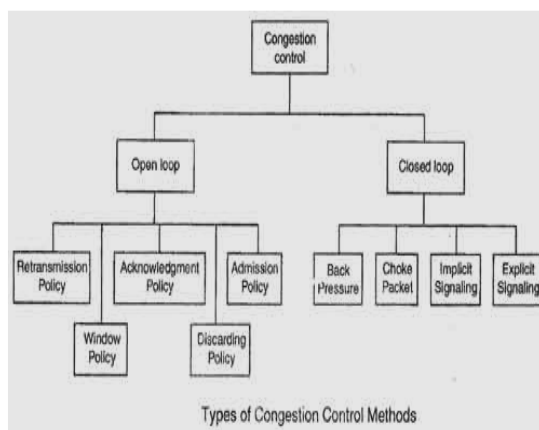 Congestion
control
Open loop
Closed loop
Retransmission
Policy
Acknowledgment
Policy
Admission
Policy
Back
Pressure
Choke
Packet
Implicit
Signaling
Explicit
Signaling
Window
Policy
Discarding
Policy
Types of Congestion Control Methods